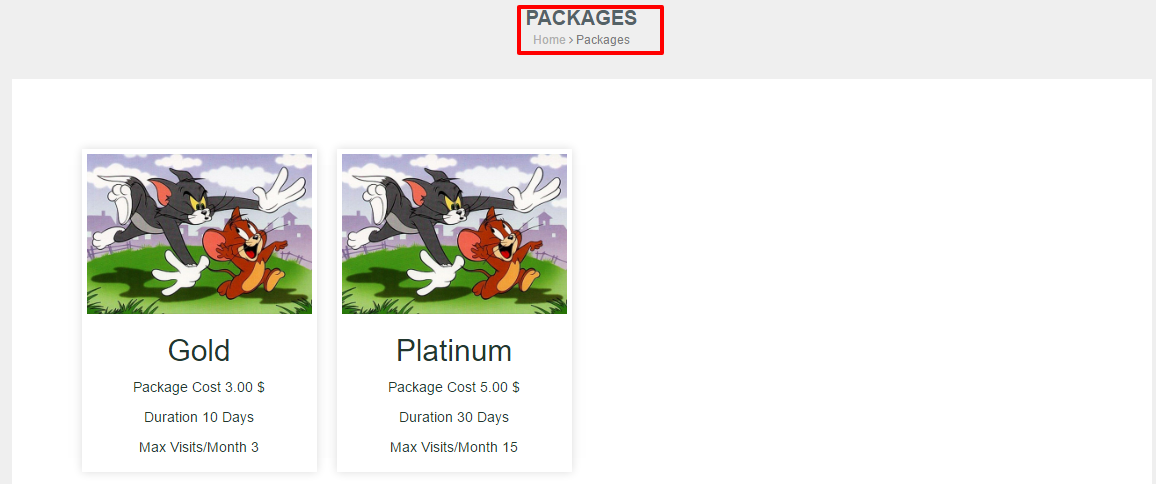 PACKAGES
Home › Packages
Gold
Package Cost 3.00 $
Duration 10 Days
Max Visits/Month 3
Platinum
Package Cost 5.00 $
Duration 30 Days
Max Visits/Month 15